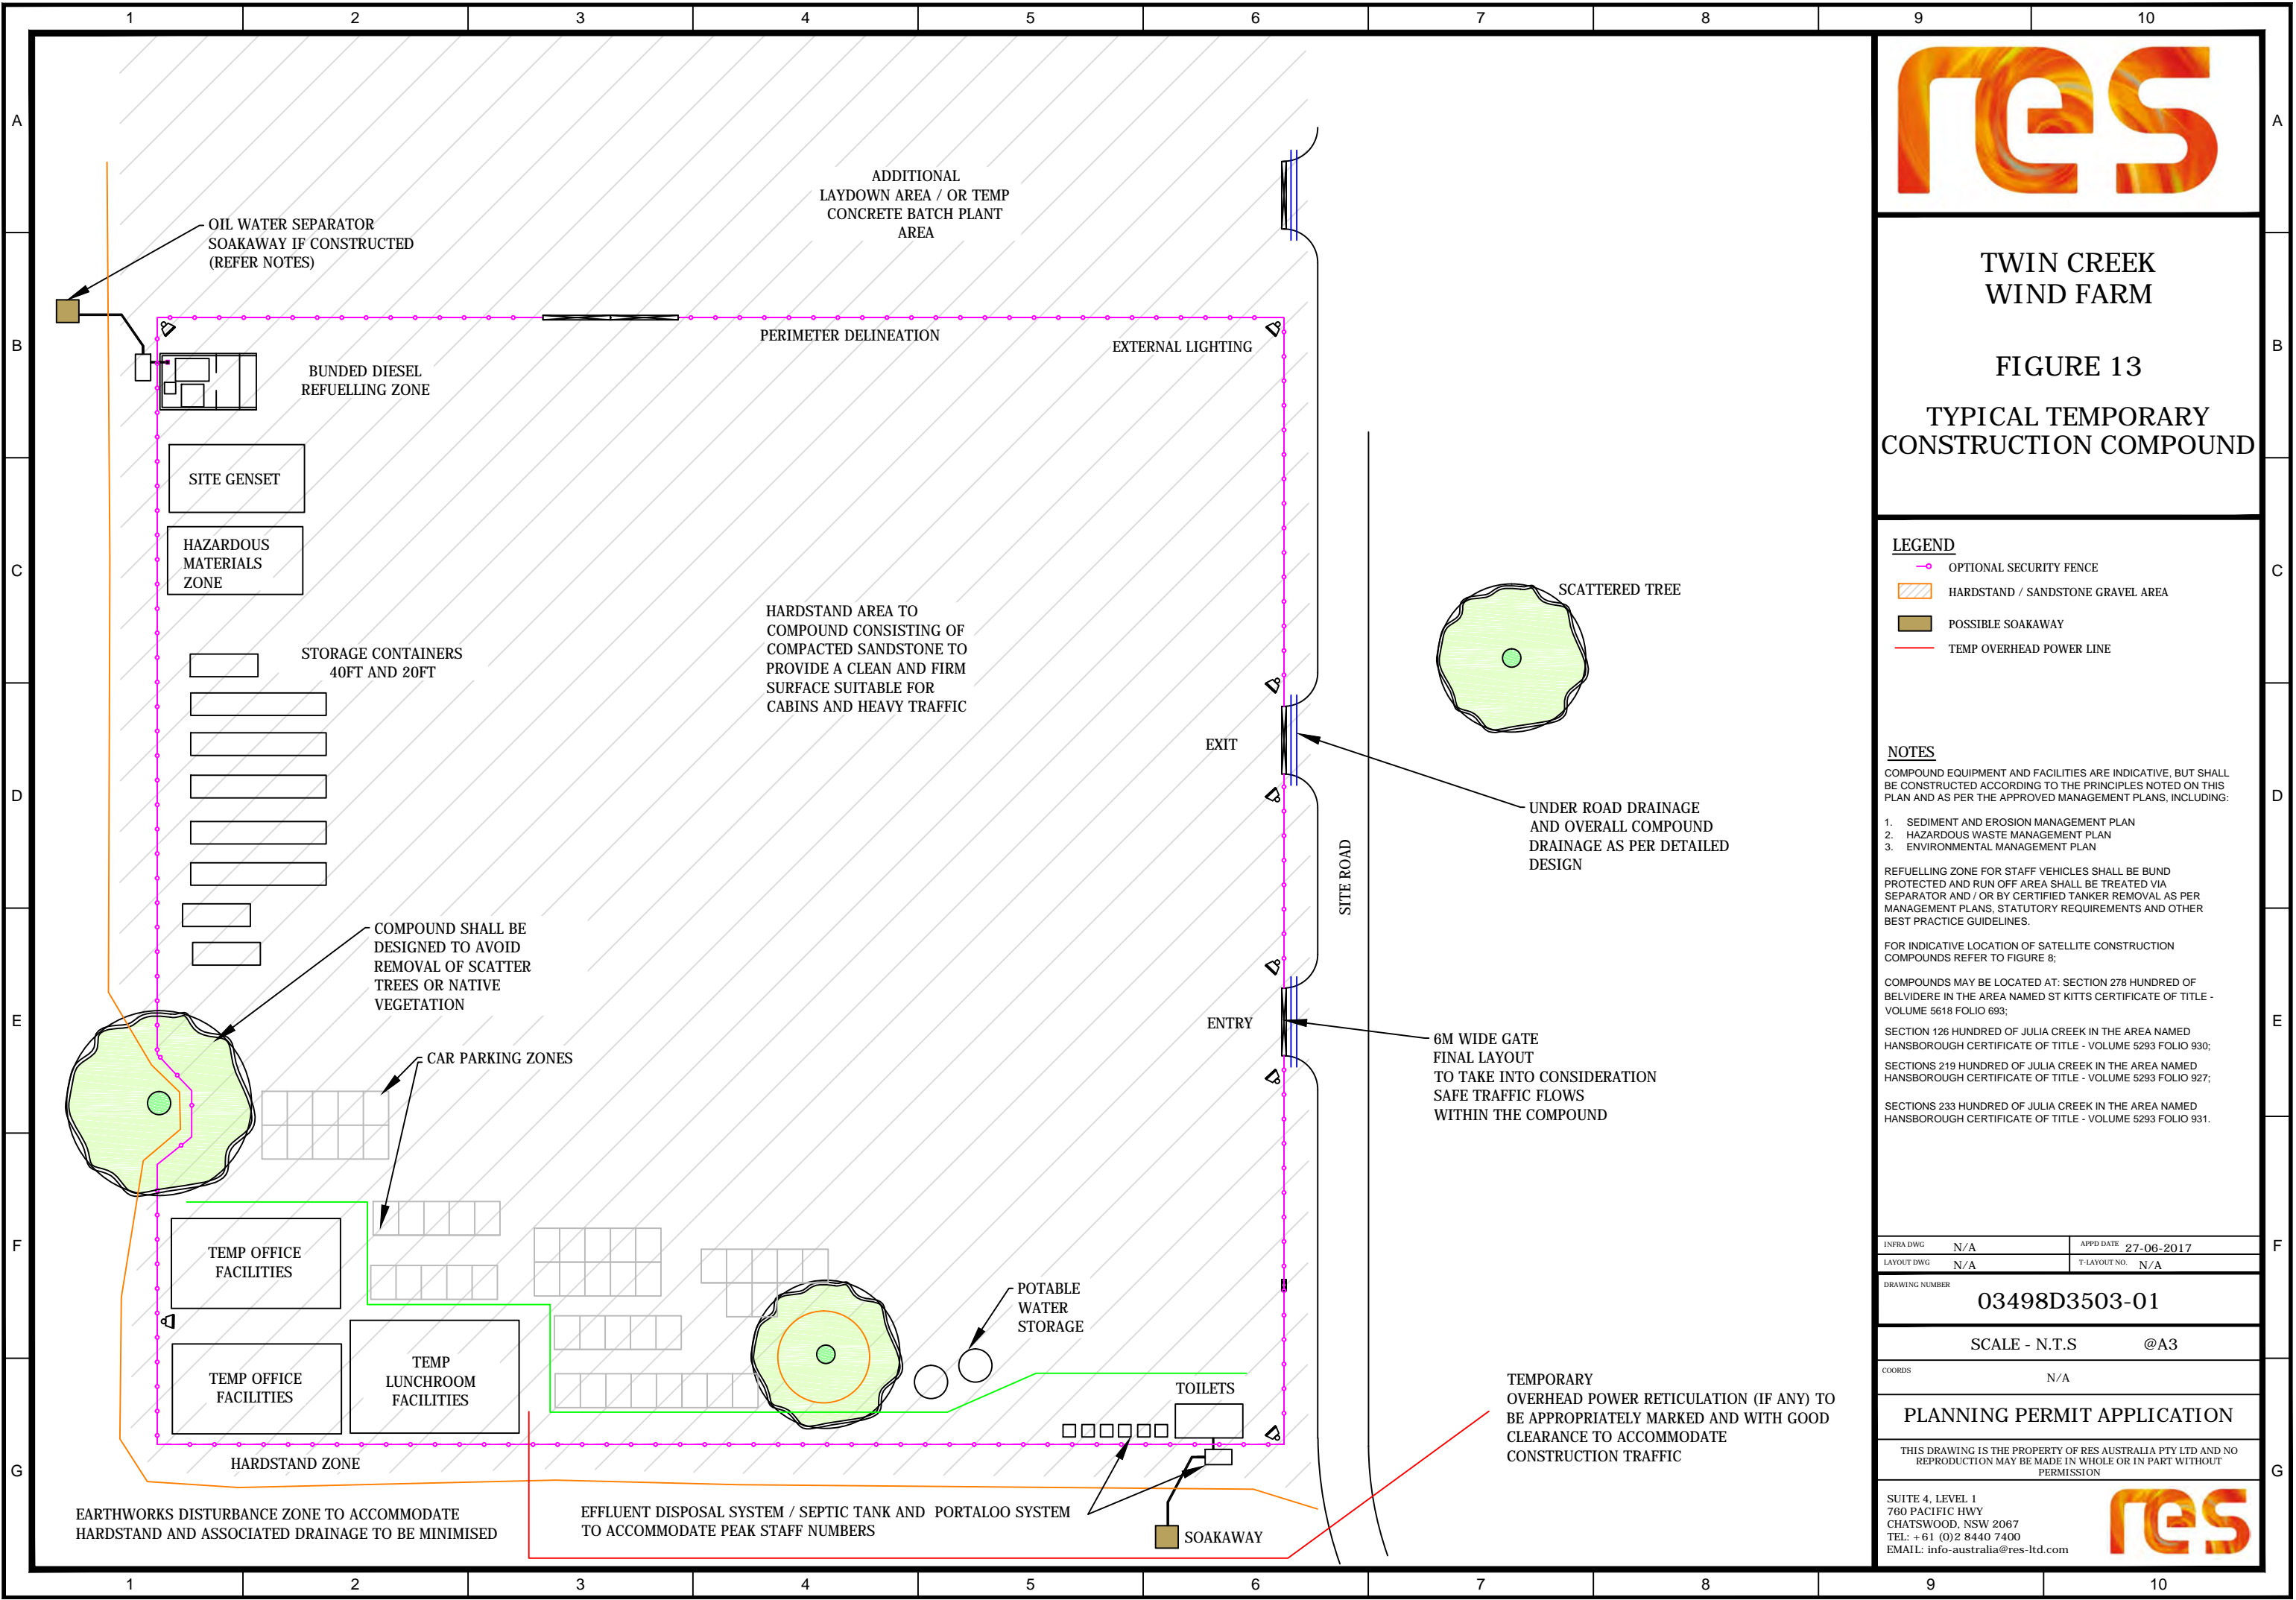 1 2 3 4 5 6 7 8 9 10
A A
B B
C C
D D
E E
F F
G G
ADDITIONAL
LAYDOWN AREA / OR TEMP
CONCRETE BATCH PLANT
AREA
OIL WATER SEPARATOR
SOAKAWAY IF CONSTRUCTED
(REFER NOTES)
PERIMETER DELINEATION
EXTERNAL LIGHTING
BUNDED DIESEL
REFUELLING ZONE
SITE GENSET
HAZARDOUS
MATERIALS
ZONE
STORAGE CONTAINERS
40FT AND 20FT
HARDSTAND AREA TO
COMPOUND CONSISTING OF
COMPACTED SANDSTONE TO
PROVIDE A CLEAN AND FIRM
SURFACE SUITABLE FOR
CABINS AND HEAVY TRAFFIC
SCATTERED TREE
EXIT
UNDER ROAD DRAINAGE
AND OVERALL COMPOUND
DRAINAGE AS PER DETAILED
DESIGN
SITE ROAD
COMPOUND SHALL BE
DESIGNED TO AVOID
REMOVAL OF SCATTER
TREES OR NATIVE
VEGETATION
ENTRY
6M WIDE GATE
FINAL LAYOUT
TO TAKE INTO CONSIDERATION
SAFE TRAFFIC FLOWS
WITHIN THE COMPOUND
CAR PARKING ZONES
TEMP OFFICE
FACILITIES
POTABLE
WATER
STORAGE
TEMP OFFICE
FACILITIES
TEMP
LUNCHROOM
FACILITIES
TOILETS
TEMPORARY
OVERHEAD POWER RETICULATION (IF ANY) TO
BE APPROPRIATELY MARKED AND WITH GOOD
CLEARANCE TO ACCOMMODATE
CONSTRUCTION TRAFFIC
HARDSTAND ZONE
EARTHWORKS DISTURBANCE ZONE TO ACCOMMODATE
HARDSTAND AND ASSOCIATED DRAINAGE TO BE MINIMISED
EFFLUENT DISPOSAL SYSTEM / SEPTIC TANK AND PORTALOO SYSTEM
TO ACCOMMODATE PEAK STAFF NUMBERS
SOAKAWAY
res
TWIN CREEK
WIND FARM
FIGURE 13
TYPICAL TEMPORARY
CONSTRUCTION COMPOUND
LEGEND
OPTIONAL SECURITY FENCE
HARDSTAND / SANDSTONE GRAVEL AREA
POSSIBLE SOAKAWAY
TEMP OVERHEAD POWER LINE
NOTES
COMPOUND EQUIPMENT AND FACILITIES ARE INDICATIVE, BUT SHALL
BE CONSTRUCTED ACCORDING TO THE PRINCIPLES NOTED ON THIS
PLAN AND AS PER THE APPROVED MANAGEMENT PLANS, INCLUDING:
1. SEDIMENT AND EROSION MANAGEMENT PLAN
2. HAZARDOUS WASTE MANAGEMENT PLAN
3. ENVIRONMENTAL MANAGEMENT PLAN
REFUELLING ZONE FOR STAFF VEHICLES SHALL BE BUND
PROTECTED AND RUN OFF AREA SHALL BE TREATED VIA
SEPARATOR AND / OR BY CERTIFIED TANKER REMOVAL AS PER
MANAGEMENT PLANS, STATUTORY REQUIREMENTS AND OTHER
BEST PRACTICE GUIDELINES.
FOR INDICATIVE LOCATION OF SATELLITE CONSTRUCTION
COMPOUNDS REFER TO FIGURE 8;
COMPOUNDS MAY BE LOCATED AT: SECTION 278 HUNDRED OF
BELVIDERE IN THE AREA NAMED ST KITTS CERTIFICATE OF TITLE -
VOLUME 5618 FOLIO 693;
SECTION 126 HUNDRED OF JULIA CREEK IN THE AREA NAMED
HANSBOROUGH CERTIFICATE OF TITLE - VOLUME 5293 FOLIO 930;
SECTIONS 219 HUNDRED OF JULIA CREEK IN THE AREA NAMED
HANSBOROUGH CERTIFICATE OF TITLE - VOLUME 5293 FOLIO 927;
SECTIONS 233 HUNDRED OF JULIA CREEK IN THE AREA NAMED
HANSBOROUGH CERTIFICATE OF TITLE - VOLUME 5293 FOLIO 931.
INFRA DWG N/A APPD DATE 27-06-2017
LAYOUT DWG N/A T-LAYOUT NO. N/A
DRAWING NUMBER
03498D3503-01
SCALE - N.T.S @A3
COORDS N/A
PLANNING PERMIT APPLICATION
THIS DRAWING IS THE PROPERTY OF RES AUSTRALIA PTY LTD AND NO
REPRODUCTION MAY BE MADE IN WHOLE OR IN PART WITHOUT
PERMISSION
SUITE 4, LEVEL 1
760 PACIFIC HWY
CHATSWOOD, NSW 2067
TEL: +61 (0)2 8440 7400
EMAIL: info-australia@res-ltd.com
res
1 2 3 4 5 6 7 8 9 10